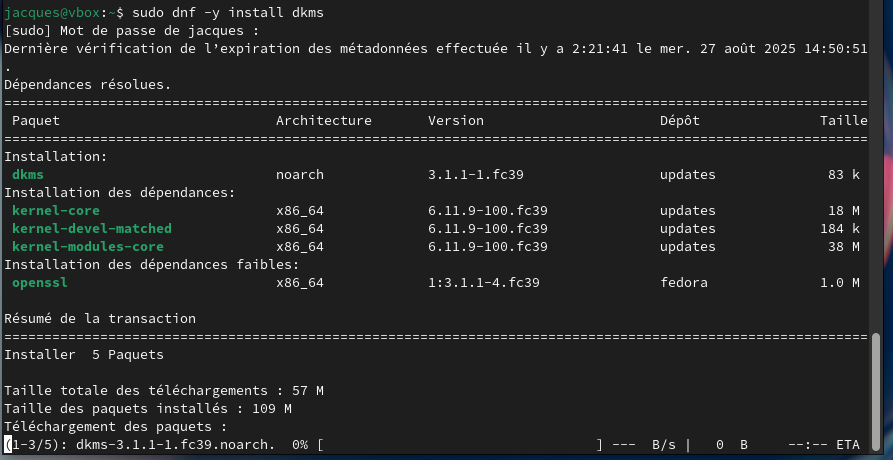 jacques@vbox:~$ sudo dnf -y install dkms
[sudo] Mot de passe de jacques :
Dernière vérification de l’expiration des métadonnées effectuée il y a 2:21:41 le mer. 27 août 2025 14:50:51
.
Dépendances résolues.
================================================================================
Paquet Architecture Version Dépôt Taille
================================================================================
Installation:
dkms noarch 3.1.1-1.fc39 updates 83 k
Installation des dépendances:
kernel-core x86_64 6.11.9-100.fc39 updates 18 M
kernel-devel-matched x86_64 6.11.9-100.fc39 updates 184 k
kernel-modules-core x86_64 6.11.9-100.fc39 updates 38 M
Installation des dépendances faibles:
openssl x86_64 1:3.1.1-4.fc39 fedora 1.0 M
Résumé de la transaction
================================================================================
Installer 5 Paquets
Taille totale des téléchargements : 57 M
Taille des paquets installés : 109 M
Téléchargement des paquets :
(1-3/5): dkms-3.1.1-1.fc39.noarch. 0% [ ] --- B/s | 0 B --:-- ETA